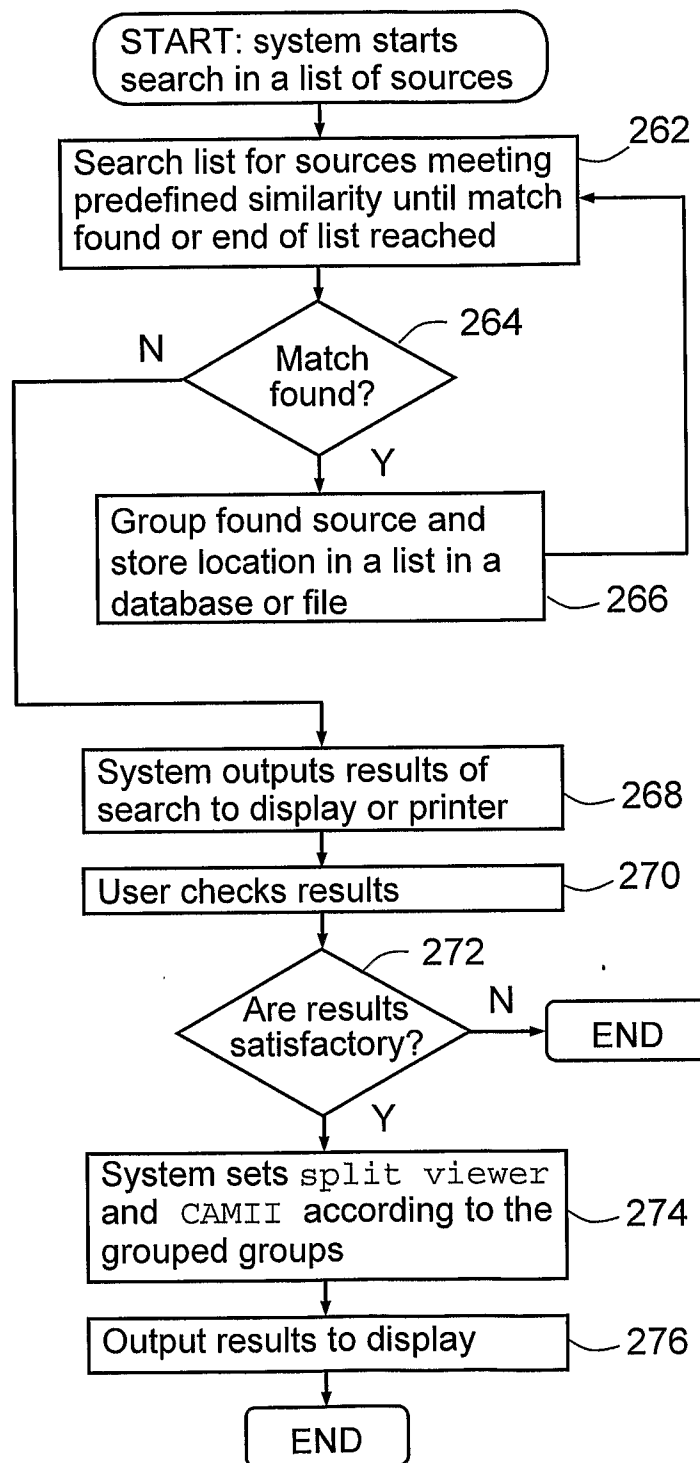 START: system starts
search in a list of sources
262
Search list for sources meeting
predefined similarity until match
found or end of list reached
264
N
Match
found?
Y
Group found source and
store location in a list in a
database or file
266
System outputs results of
search to display or printer
268
User checks results
270
272
Are results
satisfactory?
N
END
Y
System sets split viewer
and CAMII according to the
grouped groups
274
Output results to display
276
END